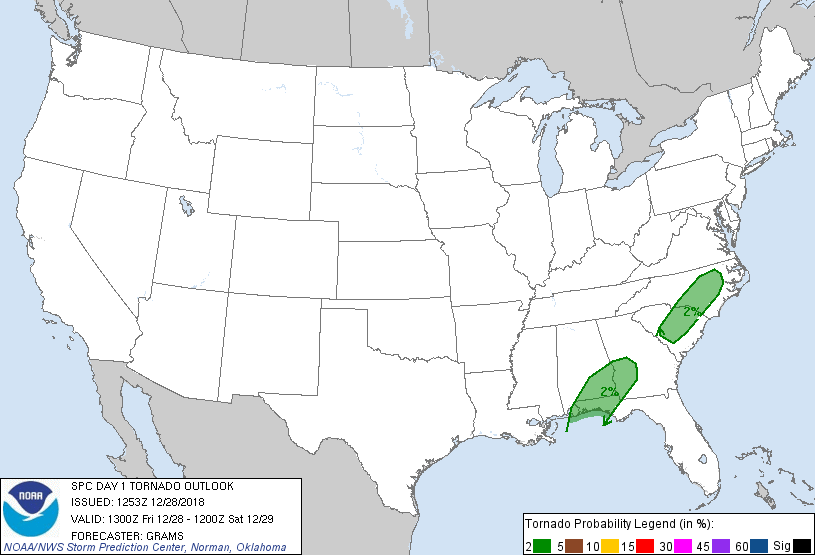 2%
2%
NOAA
SPC DAY 1 TORNADO OUTLOOK
ISSUED: 1253Z 12/28/2018
VALID: 1300Z Fri 12/28 - 1200Z Sat 12/29
FORECASTER: GRAMS
NOAA/NWS Storm Prediction Center, Norman, Oklahoma
Tornado Probability Legend (in %):
2 5 10 15 30 45 60 Sig